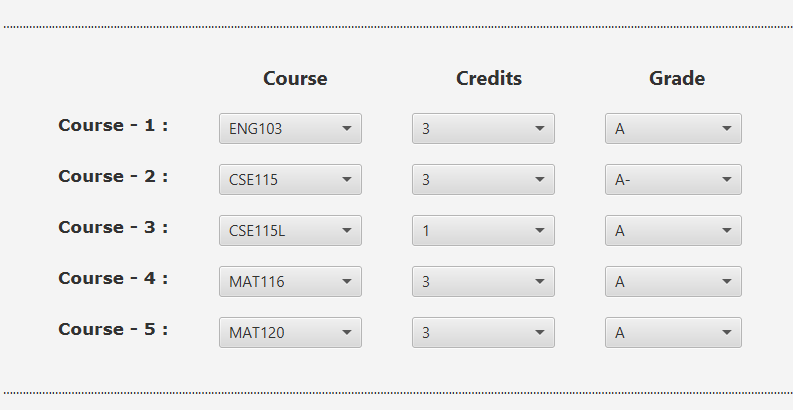 Course Credits Grade
Course - 1 : ENG103 3 A
Course - 2 : CSE115 3 A-
Course - 3 : CSE115L 1 A
Course - 4 : MAT116 3 A
Course - 5 : MAT120 3 A